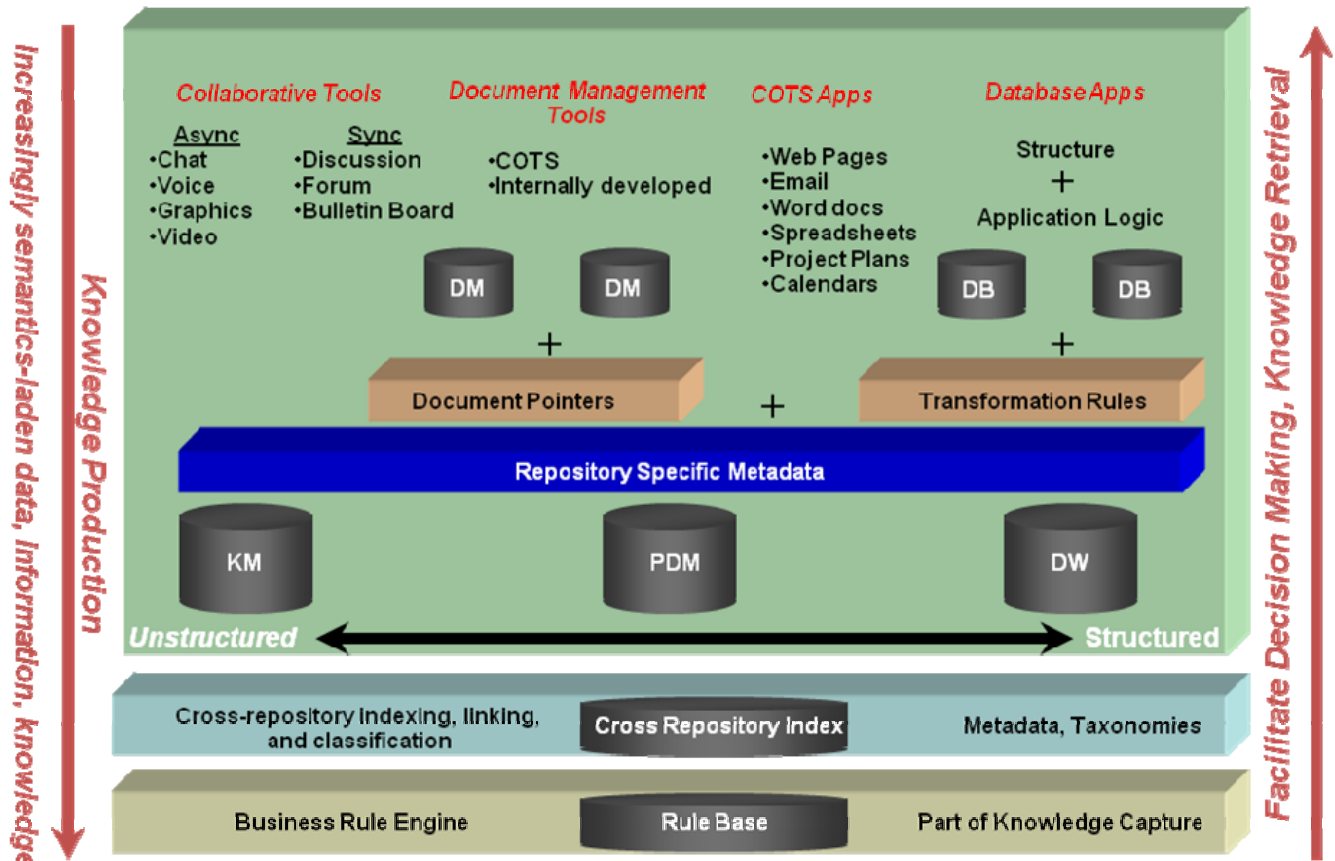 Increasingly semantics-laden data, information, knowledge
Knowledge Production
Collaborative Tools
Async
•Chat
•Voice
•Graphics
•Video
Sync
•Discussion
•Forum
•Bulletin Board
Document Management
Tools
•COTS
•Internally developed
COTS Apps
•Web Pages
•Email
•Word docs
•Spreadsheets
•Project Plans
•Calendars
Database Apps
Structure
+
Application Logic
DM
DM
DB
DB
+
+
Document Pointers
+
Transformation Rules
Repository Specific Metadata
KM
PDM
DW
Unstructured
Structured
Cross-repository indexing, linking,
and classification
Cross Repository Index
Metadata, Taxonomies
Business Rule Engine
Rule Base
Part of Knowledge Capture
Facilitate Decision Making, Knowledge Retrieval